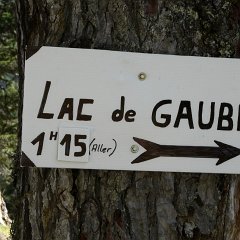 LAC de GAUB
1H15 (Aller)